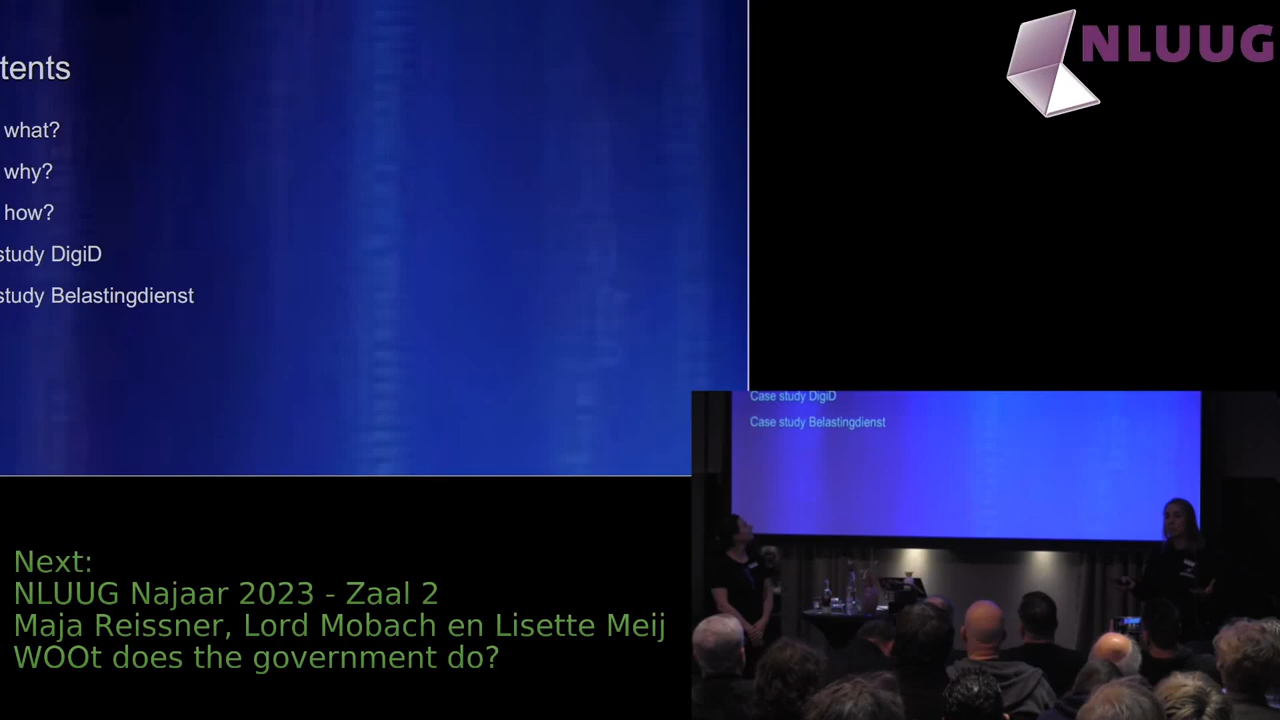 tents
what?
why?
how?
study DigiD
study Belastingdienst
NLUUG
Case study DigiD
Case study Belastingdienst
Next:
NLUUG Najaar 2023 - Zaal 2
Maja Reissner, Lord Mobach en Lisette Meij
WOOt does the government do?